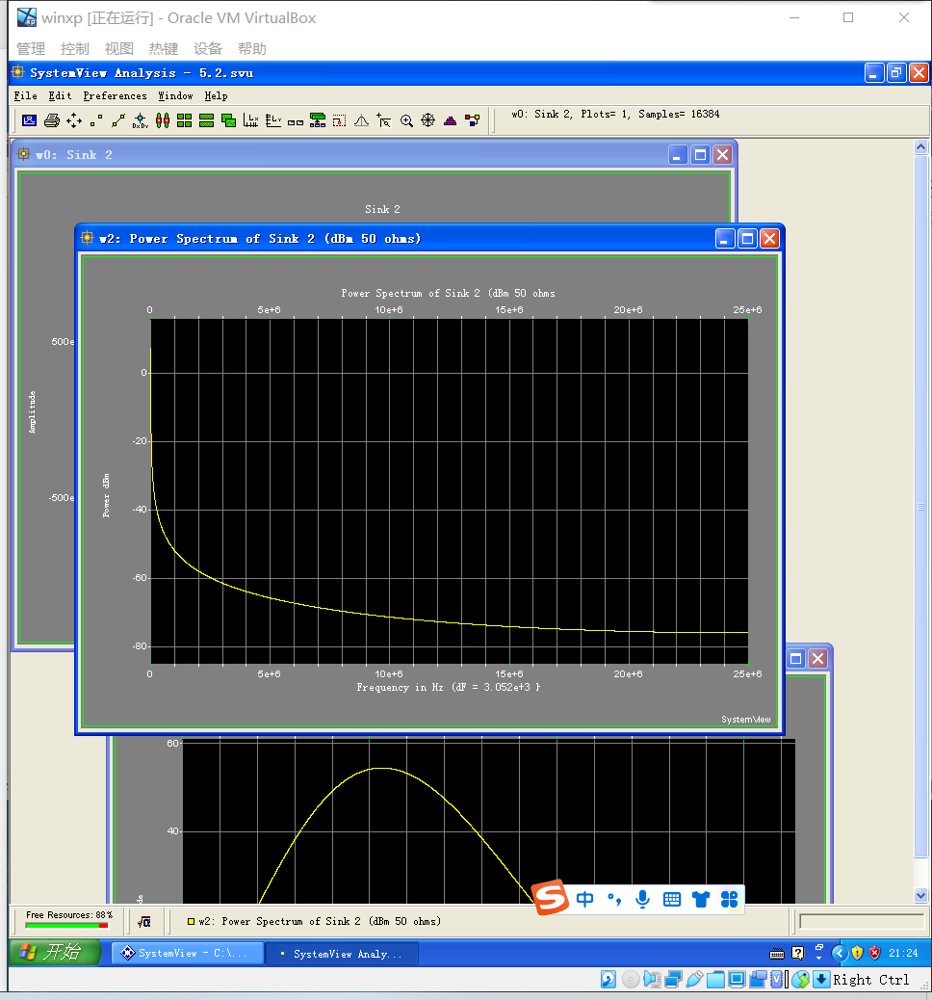 winxp [正在运行] - Oracle VM VirtualBox
管理 控制 视图 热键 设备 帮助
SystemView Analysis - 5.2.svu
File Edit Preferences Window Help
w0: Sink 2, Plots= 1, Samples= 16384
w0: Sink 2
Sink 2
w2: Power Spectrum of Sink 2 (dBm 50 ohms)
Power Spectrum of Sink 2 (dBm 50 ohms
0 5e+6 10e+6 15e+6 20e+6 25e+6
500e
0
Amplitude
-20
Power dBm
-500e
-40
-60
-80
0 5e+6 10e+6 15e+6 20e+6 25e+6
Frequency in Hz (dF = 3.052e+3 }
SystemView
60
40
中
Free Resources: 88%
w2: Power Spectrum of Sink 2 (dBm 50 ohms)
开始
SystemView - C:\...
SystemView Analy...
21:24
Right Ctrl